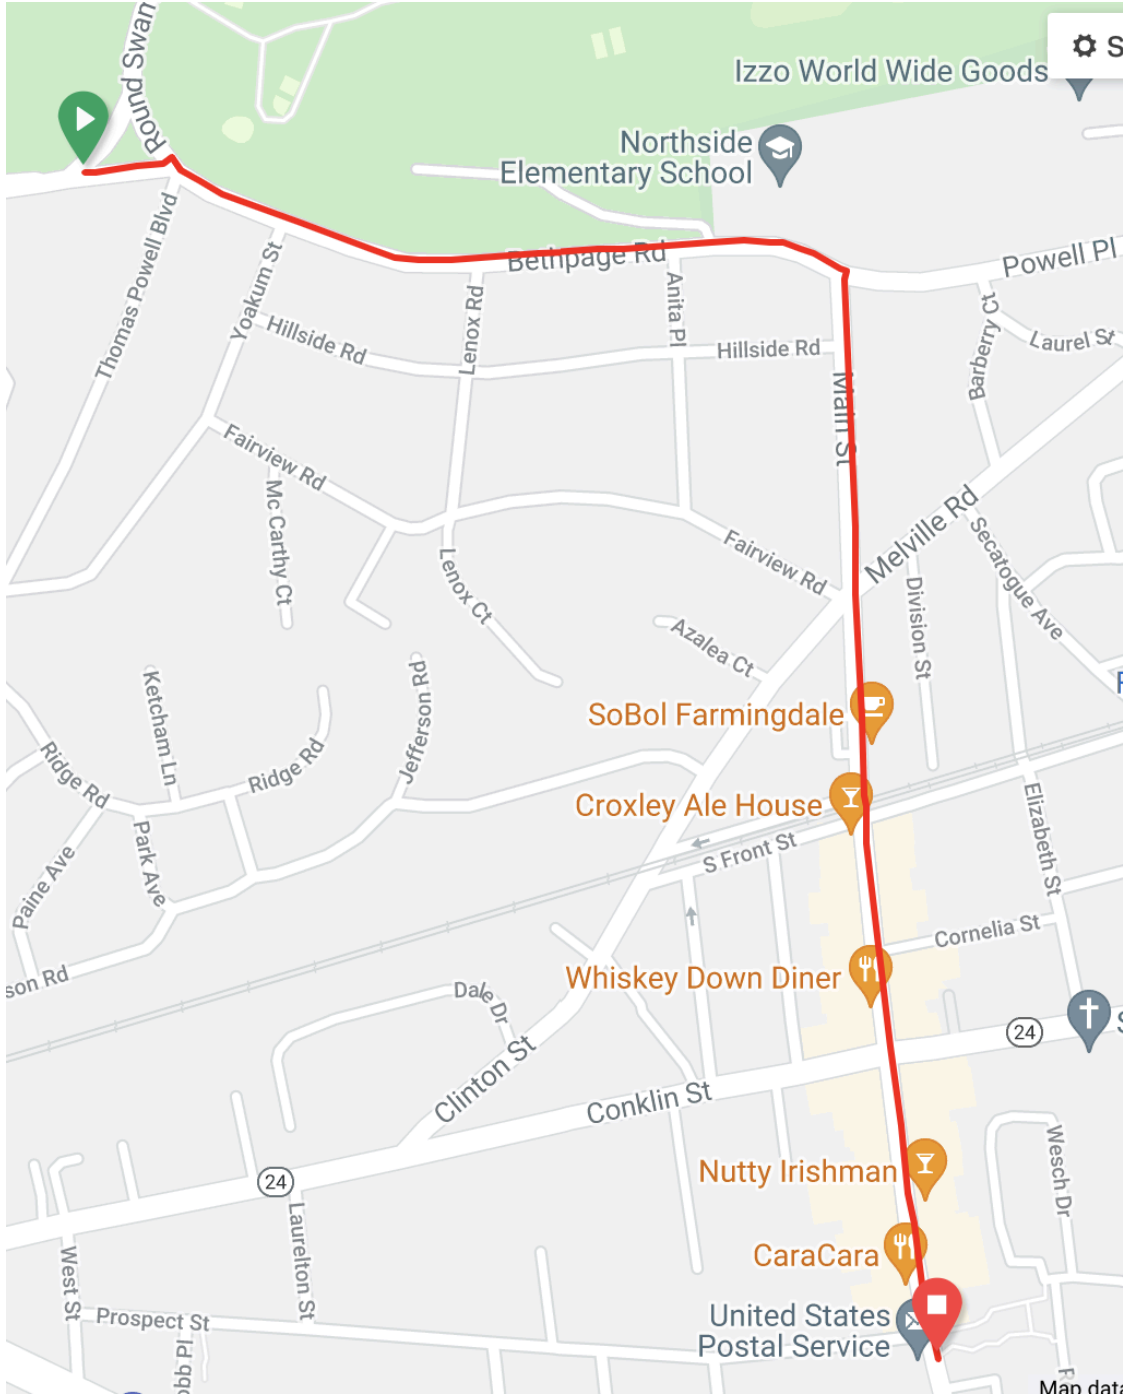 Round Swan
S
Izzo World Wide Goods
Northside
Elementary School
Thomas Powell Blvd
Yoakum St
Bethpage Rd
Powell Pl
Hillside Rd
Lenox Rd
Anita Pl
Hillside Rd
Barberry Ct
Laurel St
Main St
Fairview Rd
Mc Carthy Ct
Melville Rd
Fairview Rd
Secatogue Ave
Lenox Ct
Division St
Azalea Ct
Ketcham Ln
Jefferson Rd
SoBol Farmingdale
Ridge Rd
Ridge Rd
Croxley Ale House
Elizabeth St
Park Ave
Paine Ave
S Front St
Cornelia St
son Rd
Whiskey Down Diner
Dale Dr
24
S
Clinton St
Conklin St
Nutty Irishman
Wesch Dr
24
Laurelton St
West St
CaraCara
Prospect St
United States
Postal Service
obb Pl
Map data